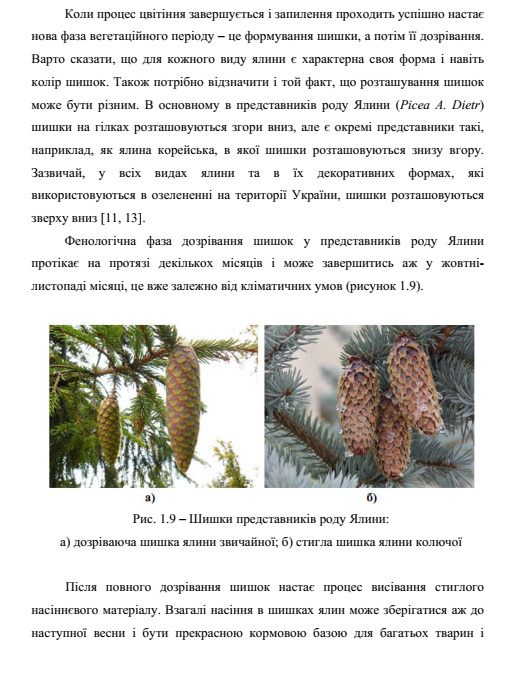 Коли процес цвітіння завершується і запилення проходить успішно настає
нова фаза вегетаційного періоду – це формування шишки, а потім її дозрівання.
Варто сказати, що для кожного виду ялини є характерна своя форма і навіть
колір шишок. Також потрібно відзначити і той факт, що розташування шишок
може бути різним. В основному в представників роду Ялини (Picea A. Dietr)
шишки на гілках розташовуються згори вниз, але є окремі представники такі,
наприклад, як ялина корейська, в якої шишки розташовуються знизу вгору.
Зазвичай, у всіх видах ялини та в їх декоративних формах, які
використовуються в озелененні на території України, шишки розташовуються
зверху вниз [11, 13].
Фенологічна фаза дозрівання шишок у представників роду Ялини
протікає на протязі декількох місяців і може завершитись аж у жовтні-
листопаді місяці, це вже залежно від кліматичних умов (рисунок 1.9).
а) б)
Рис. 1.9 – Шишки представників роду Ялини:
а) дозріваюча шишка ялини звичайної; б) стигла шишка ялини колючої
Після повного дозрівання шишок настає процес висівання стиглого
насіннєвого матеріалу. Взагалі насіння в шишках ялин може зберігатися аж до
наступної весни і бути прекрасною кормовою базою для багатьох тварин і